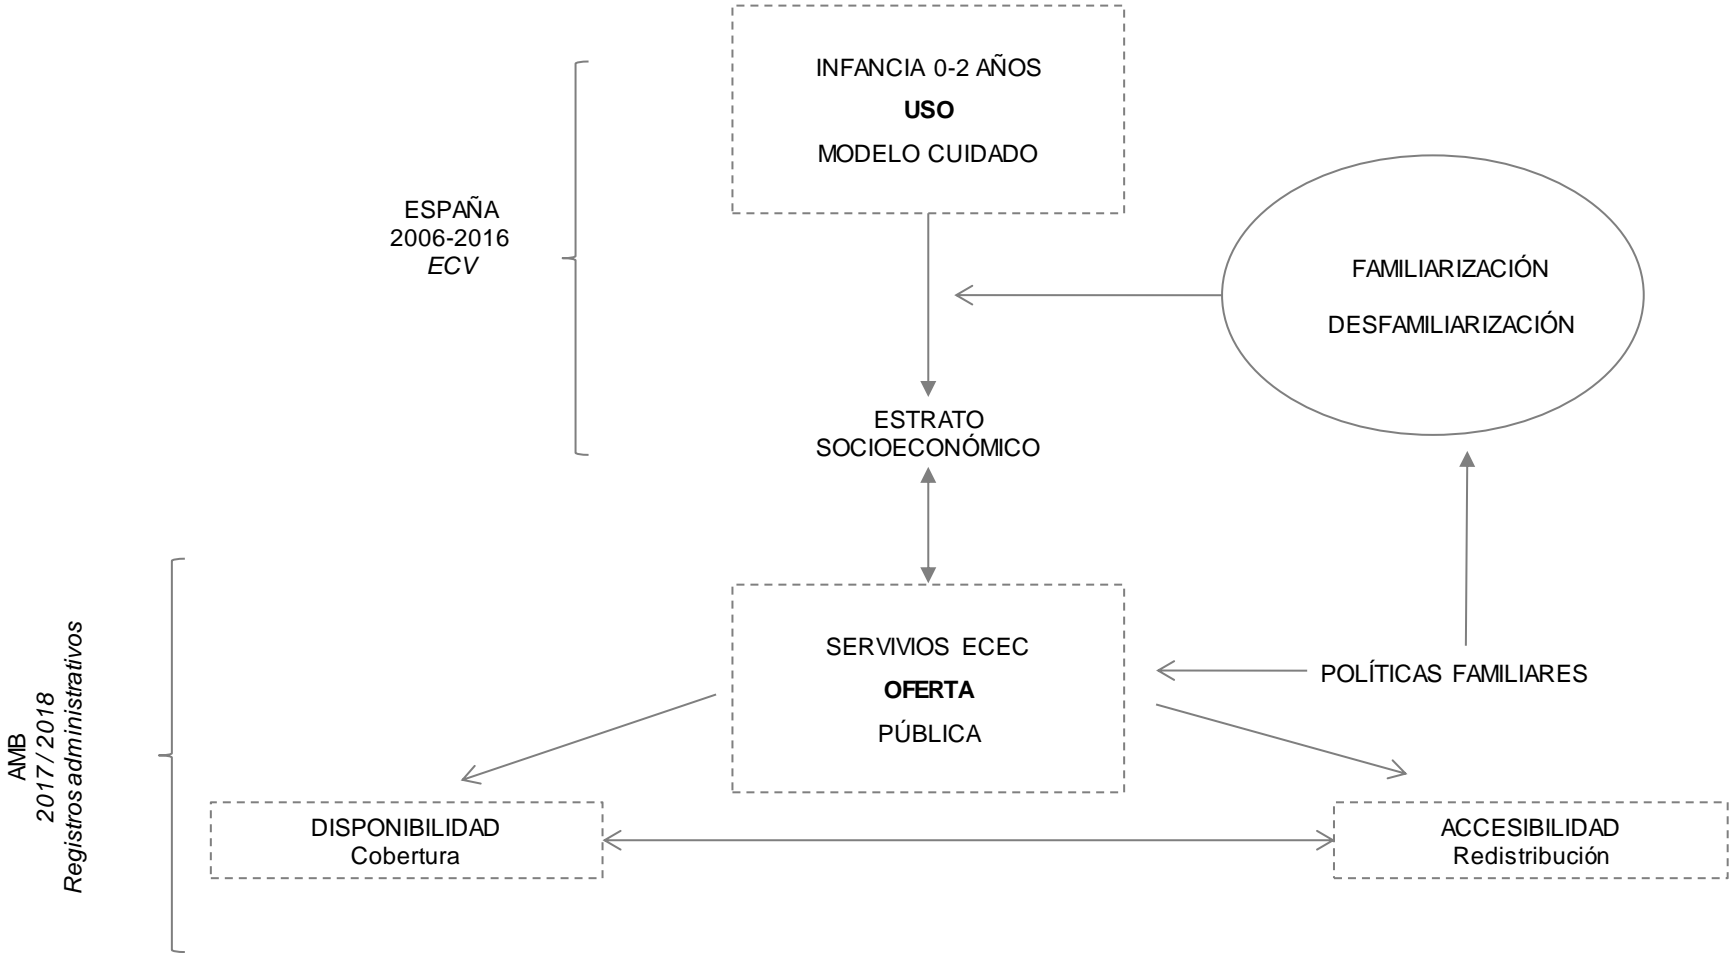 INFANCIA 0-2 AÑOS
USO
MODELO CUIDADO
ESPAÑA
2006-2016
ECV
FAMILIARIZACIÓN
DESFAMILIARIZACIÓN
ESTRATO
SOCIOECONÓMICO
SERVIVIOS ECEC
OFERTA
PÚBLICA
POLÍTICAS FAMILIARES
AMB
2017 / 2018
Registros administrativos
DISPONIBILIDAD
Cobertura
ACCESIBILIDAD
Redistribución